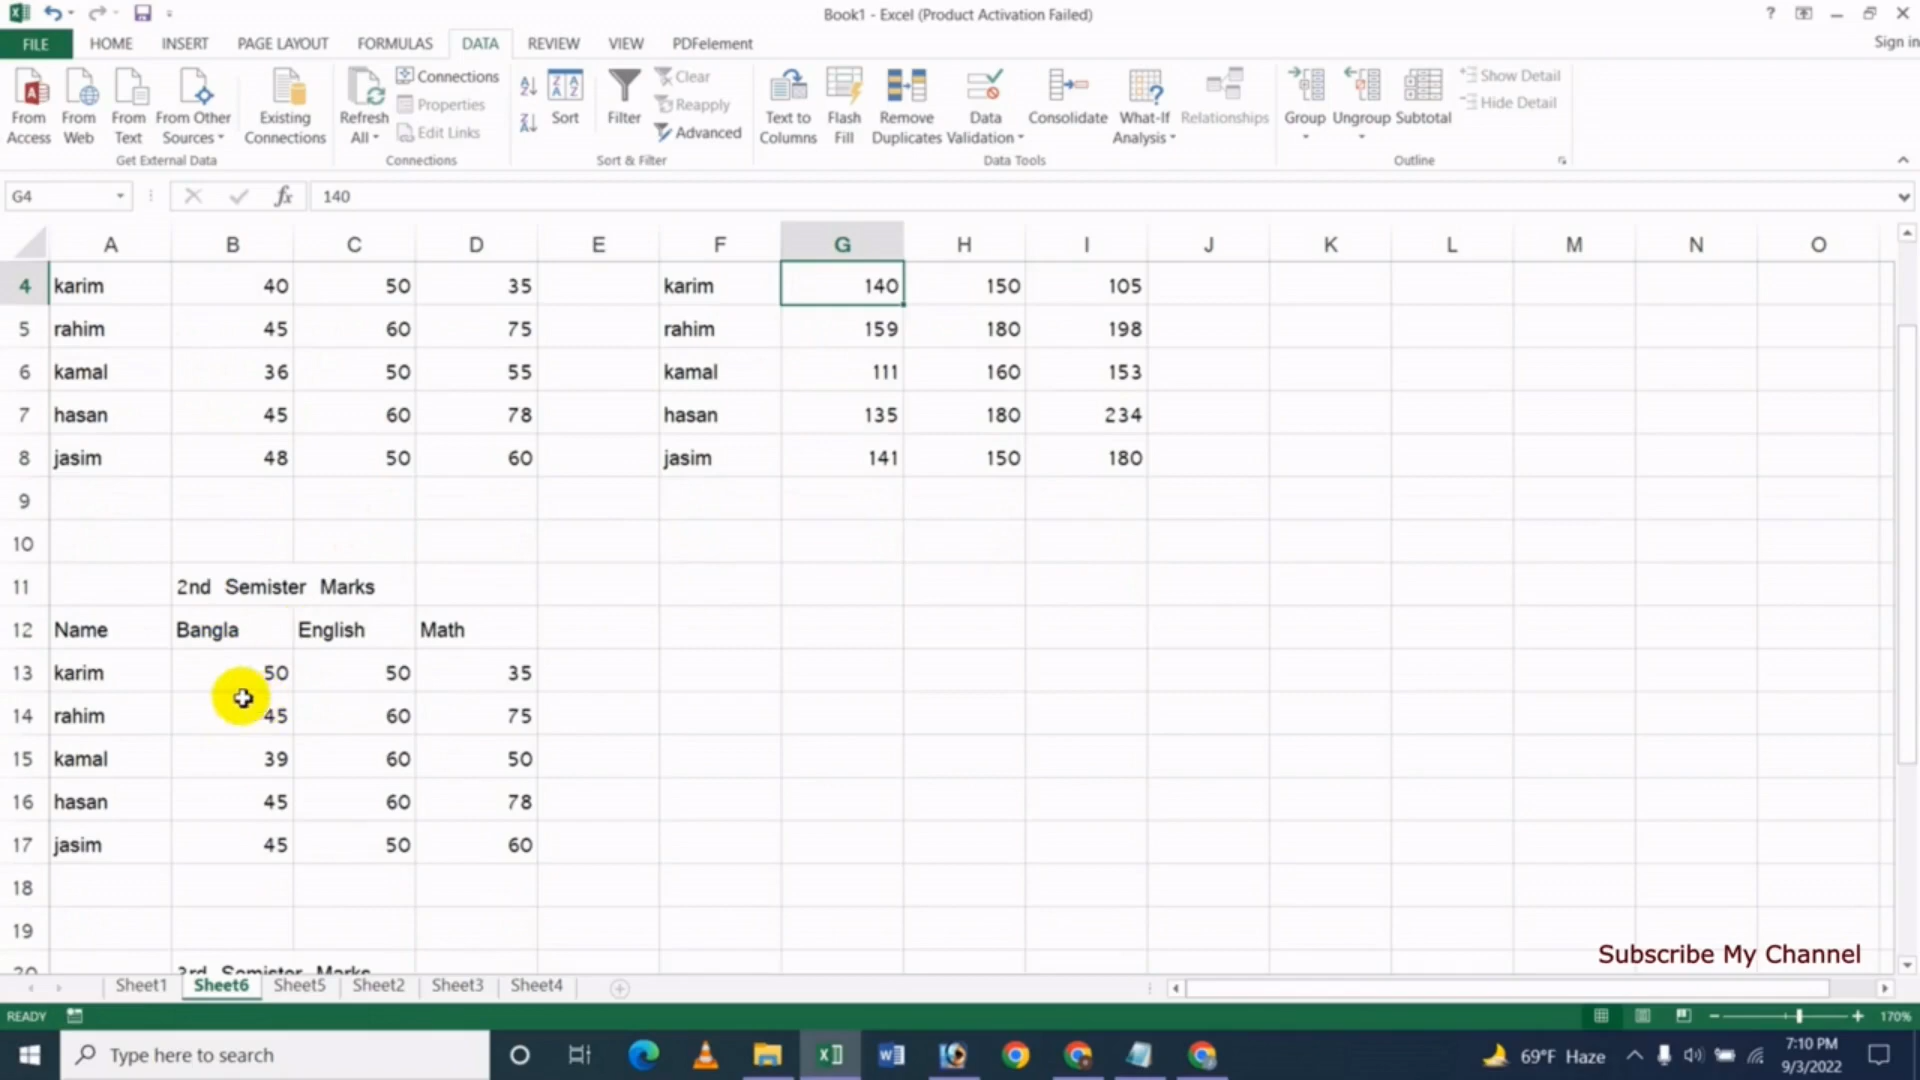 Book1 - Excel (Product Activation Failed)
?
Sign in
FILE HOME INSERT PAGE LAYOUT FORMULAS DATA REVIEW VIEW PDFelement
From Access
From Web
From Text
From Other Sources
Get External Data
Existing Connections
Refresh All
Connections
Properties
Edit Links
Connections
Sort
Filter
Clear
Reapply
Advanced
Sort & Filter
Text to Columns
Flash Fill
Remove Duplicates
Data Validation
Consolidate
What-If Analysis
Relationships
Data Tools
Group
Ungroup
Subtotal
Show Detail
Hide Detail
Outline
G4 fx 140
A B C D E F G H I J K L M N O
4 karim 40 50 35 karim 140 150 105
5 rahim 45 60 75 rahim 159 180 198
6 kamal 36 50 55 kamal 111 160 153
7 hasan 45 60 78 hasan 135 180 234
8 jasim 48 50 60 jasim 141 150 180
9
10
11 2nd Semister Marks
12 Name Bangla English Math
13 karim 50 50 35
14 rahim 45 60 75
15 kamal 39 60 50
16 hasan 45 60 78
17 jasim 45 50 60
18
19
20 3rd Semister Marks
Subscribe My Channel
Sheet1 Sheet6 Sheet5 Sheet2 Sheet3 Sheet4
READY 170%
Type here to search
69°F Haze
7:10 PM
9/3/2022